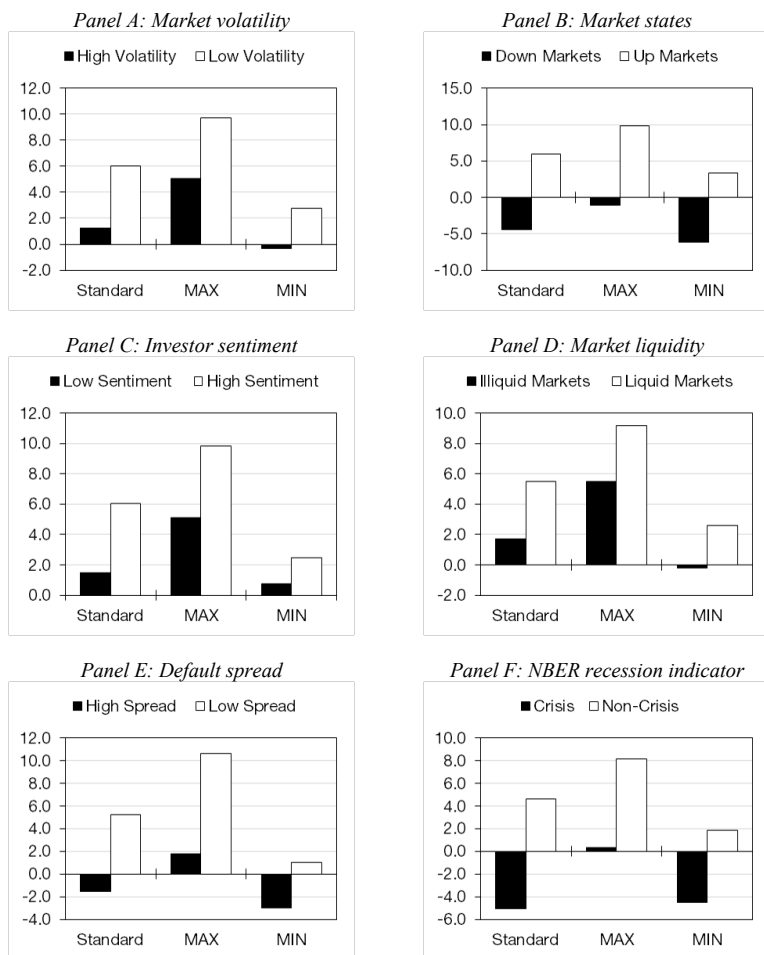 Panel A: Market volatility
High Volatility Low Volatility
12.0
10.0
8.0
6.0
4.0
2.0
0.0
-2.0
Standard MAX MIN
Panel B: Market states
Down Markets Up Markets
15.0
10.0
5.0
0.0
-5.0
-10.0
Standard MAX MIN
Panel C: Investor sentiment
Low Sentiment High Sentiment
12.0
10.0
8.0
6.0
4.0
2.0
0.0
Standard MAX MIN
Panel D: Market liquidity
Illiquid Markets Liquid Markets
10.0
8.0
6.0
4.0
2.0
0.0
-2.0
Standard MAX MIN
Panel E: Default spread
High Spread Low Spread
12.0
10.0
8.0
6.0
4.0
2.0
0.0
-2.0
-4.0
Standard MAX MIN
Panel F: NBER recession indicator
Crisis Non-Crisis
10.0
8.0
6.0
4.0
2.0
0.0
-2.0
-4.0
-6.0
Standard MAX MIN